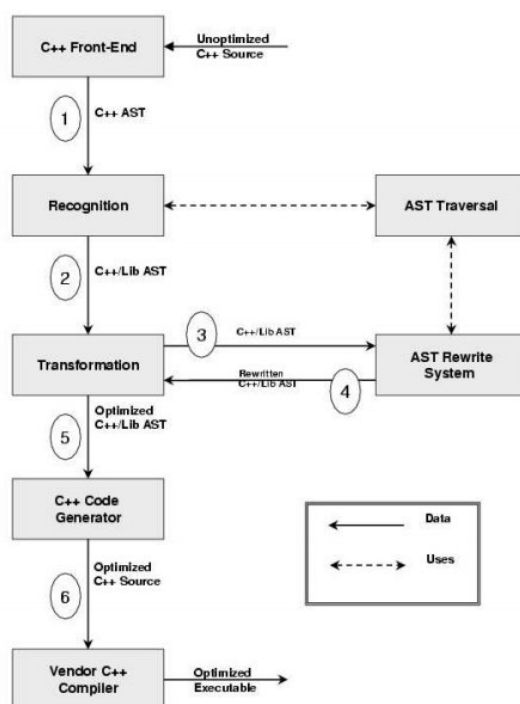 C++ Front-End
Unoptimized
C++ Source
1
C++ AST
Recognition
AST Traversal
2
C++/Lib AST
3
C++/Lib AST
Transformation
AST Rewrite
System
Rewritten
C++/Lib AST
4
5
Optimized
C++/Lib AST
C++ Code
Generator
Data
Uses
6
Optimized
C++ Source
Vendor C++
Compiler
Optimized
Executable